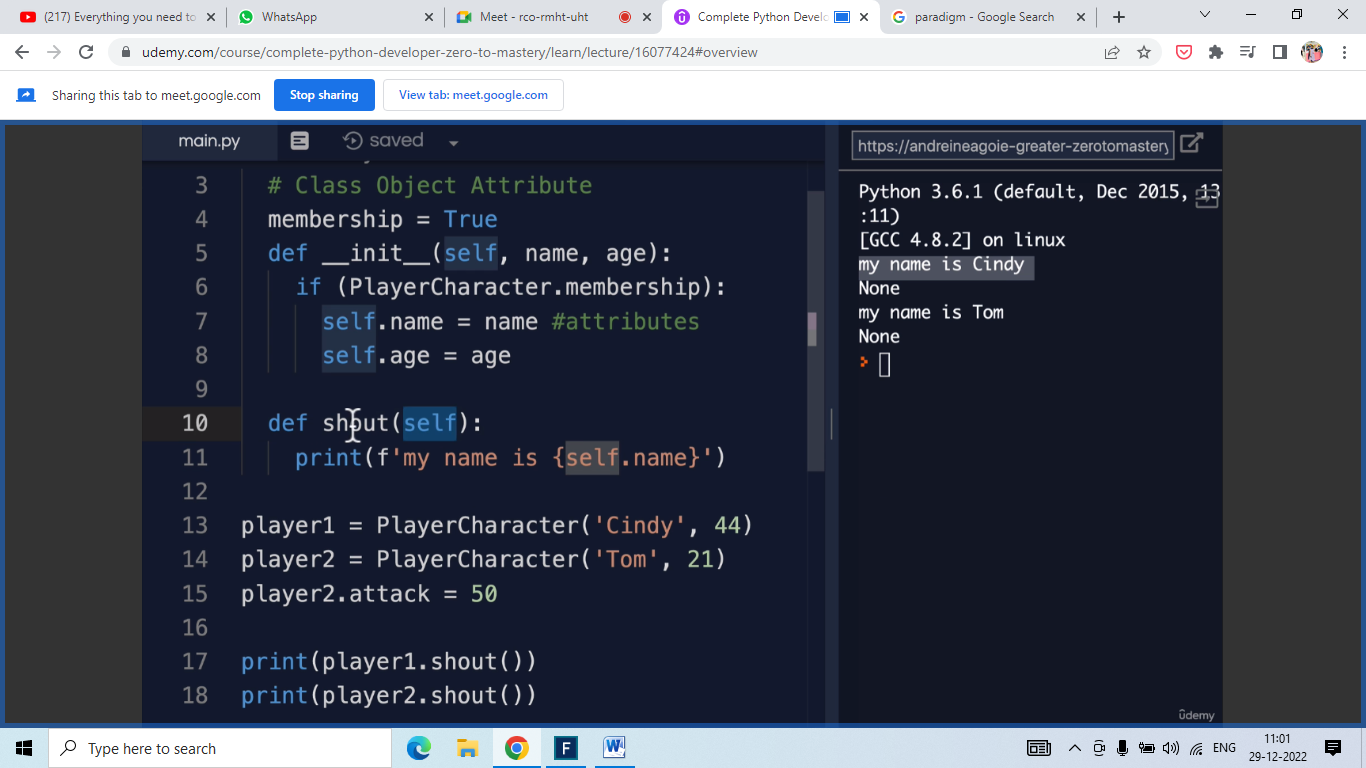 (217) Everything you need to
WhatsApp
Meet - rco-rmht-uht
Complete Python Develo
paradigm - Google Search
udemy.com/course/complete-python-developer-zero-to-mastery/learn/lecture/16077424#overview
Sharing this tab to meet.google.com
Stop sharing
View tab: meet.google.com
main.py
saved
3 # Class Object Attribute
4 membership = True
5 def __init__(self, name, age):
6 if (PlayerCharacter.membership):
7 self.name = name #attributes
8 self.age = age
9
10 def shout(self):
11 print(f'my name is {self.name}')
12
13 player1 = PlayerCharacter('Cindy', 44)
14 player2 = PlayerCharacter('Tom', 21)
15 player2.attack = 50
16
17 print(player1.shout())
18 print(player2.shout())
https://andreineagoie-greater-zerotomastery
Python 3.6.1 (default, Dec 2015, 13
:11)
[GCC 4.8.2] on linux
my name is Cindy
None
my name is Tom
None
ûdemy
Type here to search
F
W
ENG
11:01
29-12-2022